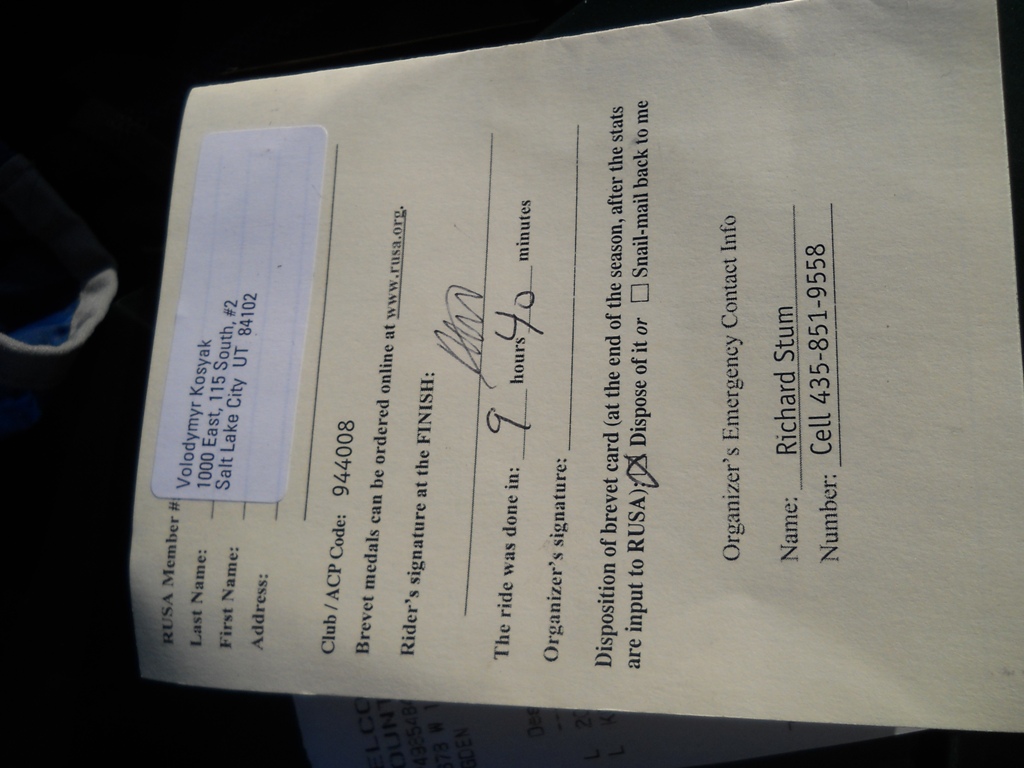 RUSA Member #
Volodymyr Kosyak
Last Name:
1000 East, 115 South, #2
First Name:
Salt Lake City UT 84102
Address:
Club / ACP Code: 944008
Brevet medals can be ordered online at www.rusa.org.
Rider's signature at the FINISH:
The ride was done in: 9 hours 40 minutes
Organizer's signature:
Disposition of brevet card (at the end of the season, after the stats
are input to RUSA): ☒ Dispose of it or ☐ Snail-mail back to me
Organizer's Emergency Contact Info
Name: Richard Stum
Number: Cell 435-851-9558